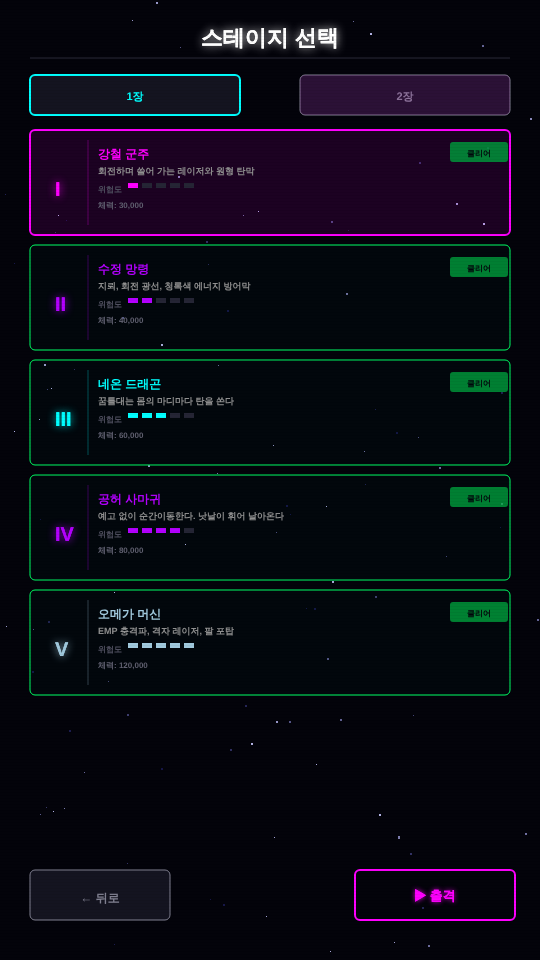 스테이지 선택
1장
2장
I
강철 군주
클리어
회전하며 쓸어 가는 레이저와 원형 탄막
위험도
체력: 30,000
II
수정 망령
클리어
지뢰, 회전 광선, 청록색 에너지 방어막
위험도
체력: 40,000
III
네온 드래곤
클리어
꿈틀대는 몸의 마디마다 탄을 쏜다
위험도
체력: 60,000
IV
공허 사마귀
클리어
예고 없이 순간이동한다. 낫날이 휘어 날아온다
위험도
체력: 80,000
V
오메가 머신
클리어
EMP 충격파, 격자 레이저, 팔 포탑
위험도
체력: 120,000
← 뒤로
▶ 출격